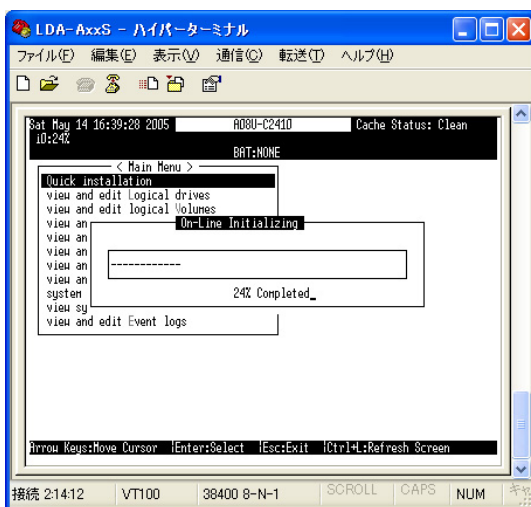 LDA-AxxS - ハイパーターミナル
ファイル(F) 編集(E) 表示(V) 通信(C) 転送(T) ヘルプ(H)
Sat May 14 16:39:28 2005 A08U-C2410 Cache Status: Clean
i0:24%
BAT:NONE
< Main Menu >
Quick installation
view and edit Logical drives
view and edit logical Volumes
view an On-Line Initializing
view an
view an
view an ------------
view an
system 24% Completed_
view sy
view and edit Event logs
Arrow Keys:Move Cursor |Enter:Select |Esc:Exit |Ctrl+L:Refresh Screen
接続 2:14:12 VT100 38400 8-N-1 SCROLL CAPS NUM キャ